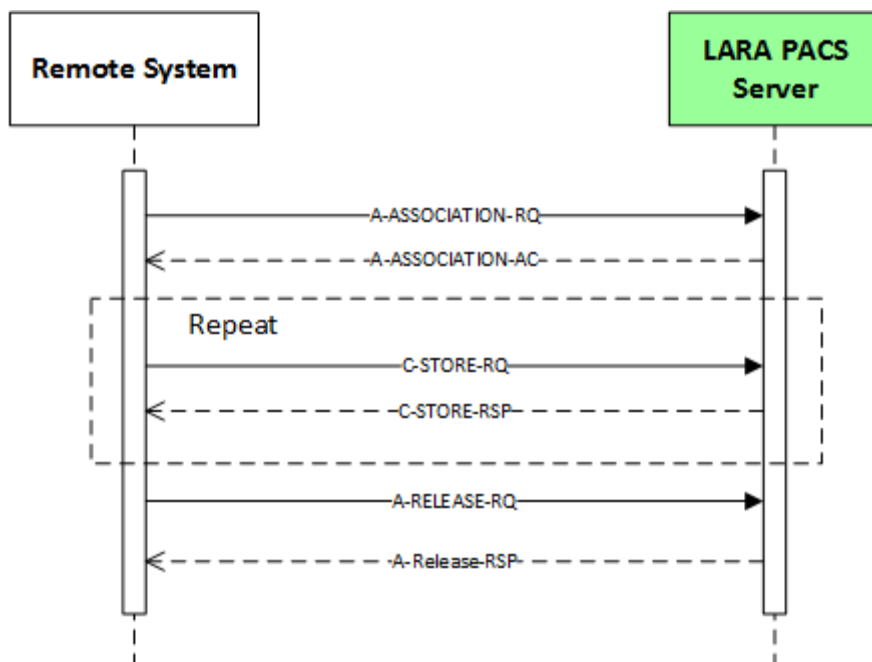 Remote System
LARA PACS
Server
A-ASSOCIATION-RQ
A-ASSOCIATION-AC
Repeat
C-STORE-RQ
C-STORE-RSP
A-RELEASE-RQ
A-Release-RSP